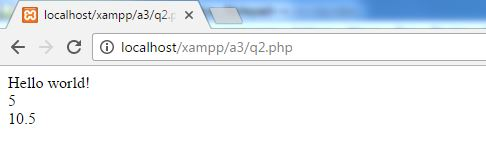 localhost/xampp/a3/q2.p
localhost/xampp/a3/q2.php
Hello world!
5
10.5